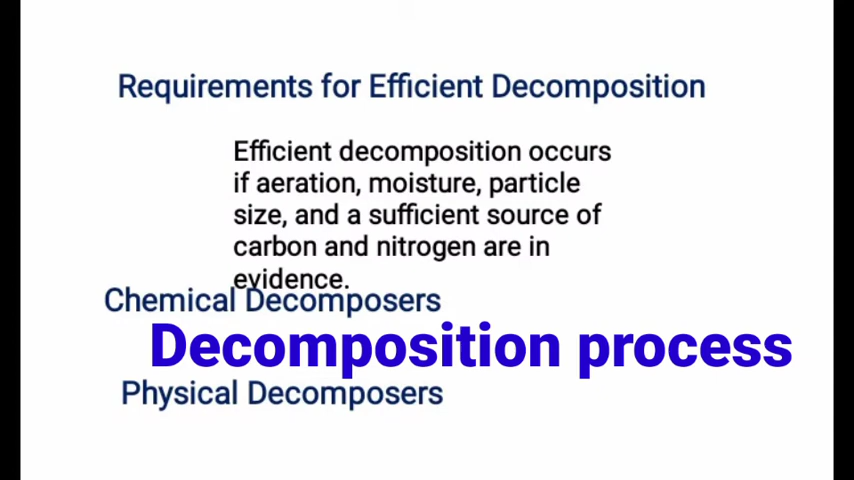 Requirements for Efficient Decomposition
Efficient decomposition occurs
if aeration, moisture, particle
size, and a sufficient source of
carbon and nitrogen are in
evidence.
Chemical Decomposers
Decomposition process
Physical Decomposers